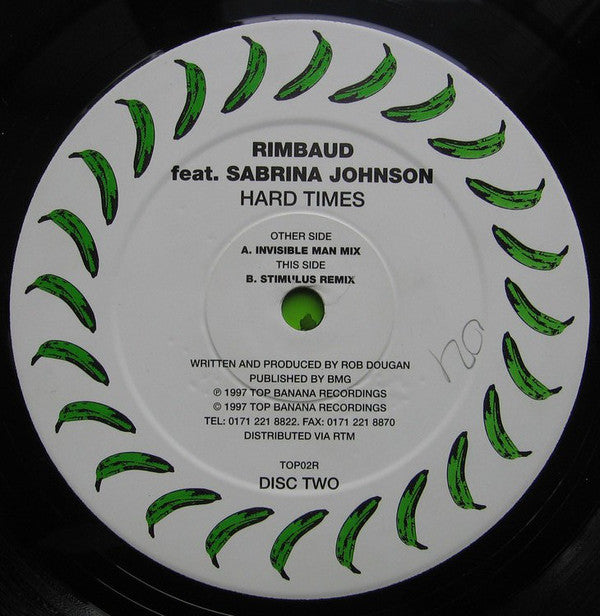 RIMBAUD
feat. SABRINA JOHNSON
HARD TIMES
OTHER SIDE
A. INVISIBLE MAN MIX
THIS SIDE
B. STIMULUS REMIX
WRITTEN AND PRODUCED BY ROB DOUGAN
PUBLISHED BY BMG
℗ 1997 TOP BANANA RECORDINGS
© 1997 TOP BANANA RECORDINGS
TEL: 0171 221 8822. FAX: 0171 221 8870
DISTRIBUTED VIA RTM
TOP02R
DISC TWO